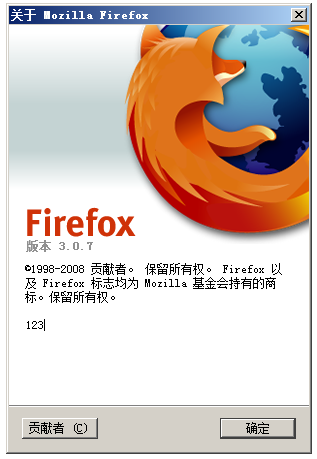 关于 Mozilla Firefox
Firefox
版本 3.0.7
©1998-2008 贡献者。 保留所有权。 Firefox 以
及 Firefox 标志均为 Mozilla 基金会持有的商
标。保留所有权。
123
贡献者 (C)
确定